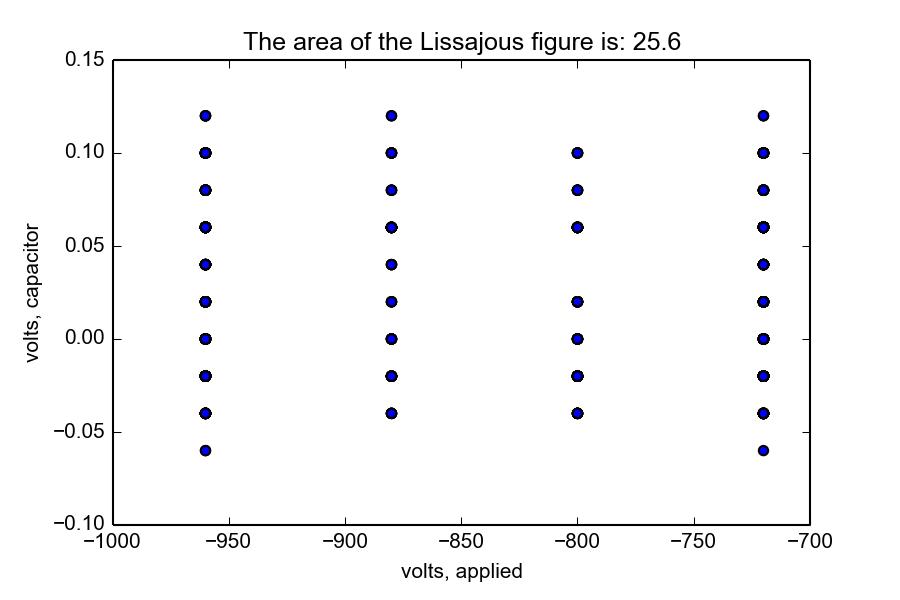 The area of the Lissajous figure is: 25.6
0.15
0.10
0.05
0.00
−0.05
−0.10
volts, capacitor
−1000 −950 −900 −850 −800 −750 −700
volts, applied